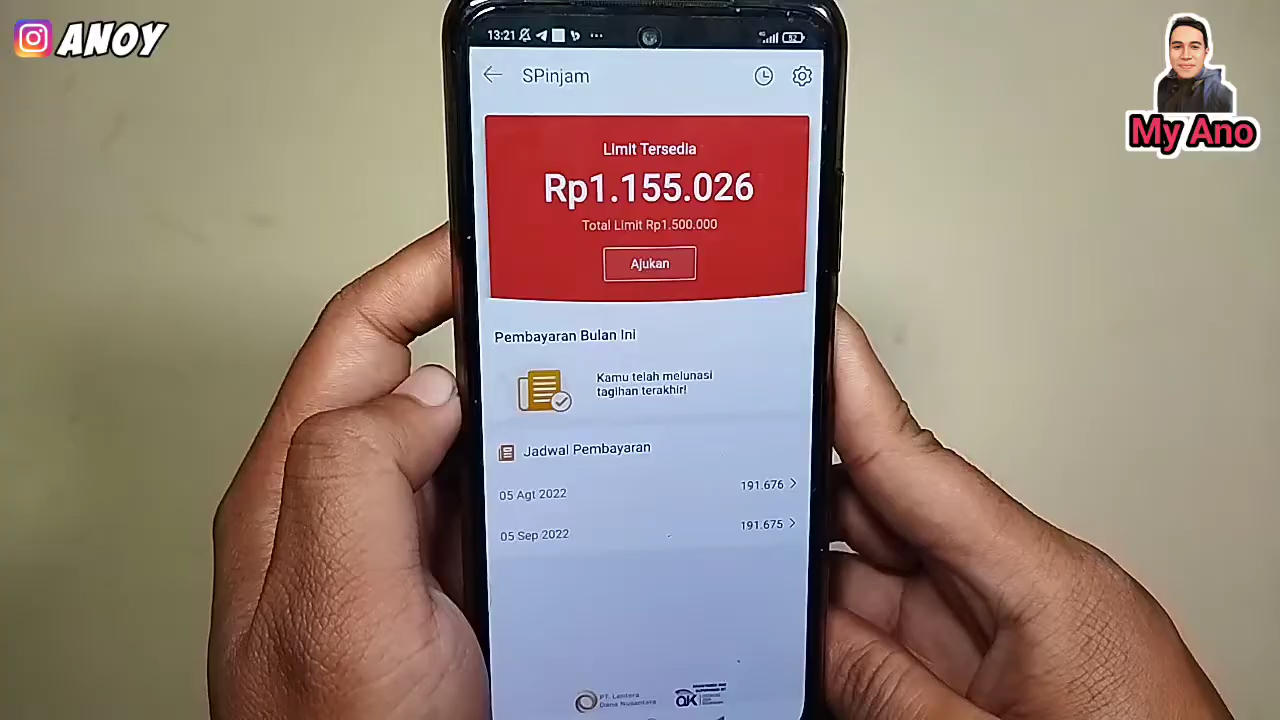 ANOY
My Ano
13:21
82
SPinjam
Limit Tersedia
Rp1.155.026
Total Limit Rp1.500.000
Ajukan
Pembayaran Bulan Ini
Kamu telah melunasi
tagihan terakhir!
Jadwal Pembayaran
05 Agt 2022 191.676
05 Sep 2022 191.675
PT. Lentera
Dana Nusantara